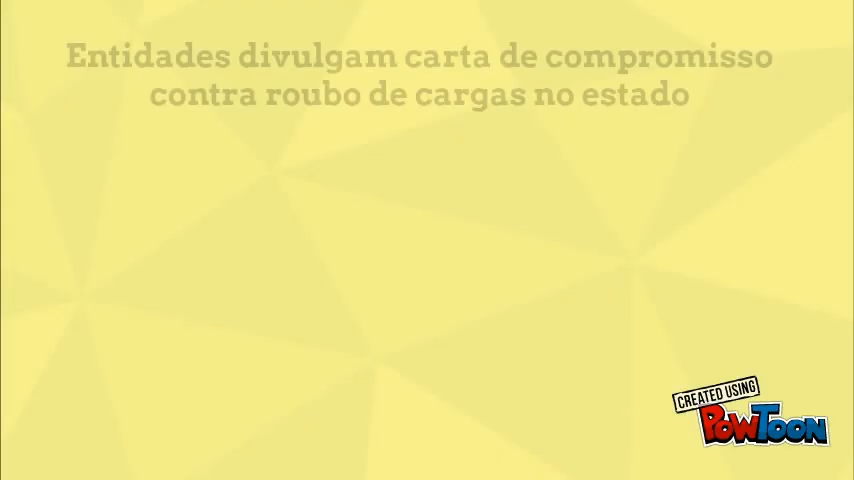 Entidades divulgam carta de compromisso
contra roubo de cargas no estado
CREATED USING
POWTOON